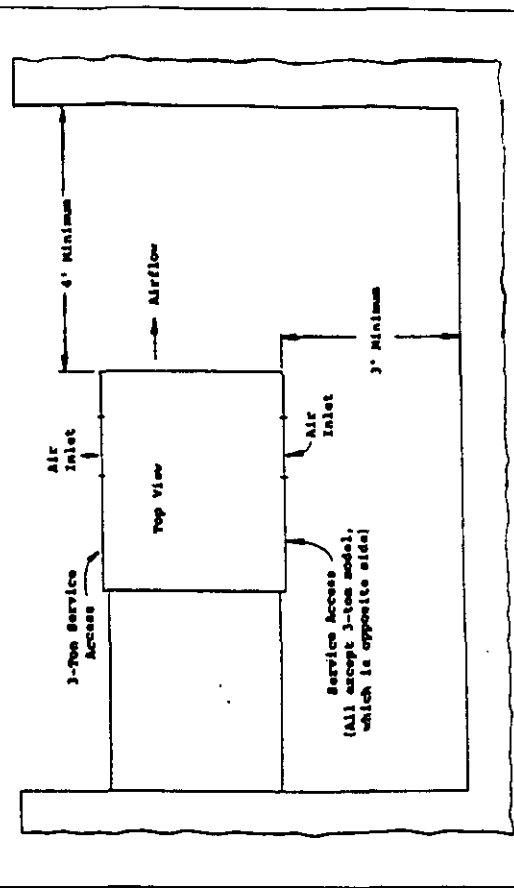 4' Minimum
Airflow
3' Minimum
Air
Inlet
Top View
Air
Inlet
3-Ton Service
Access
Service Access
(All except 3-ton model,
which is opposite side)